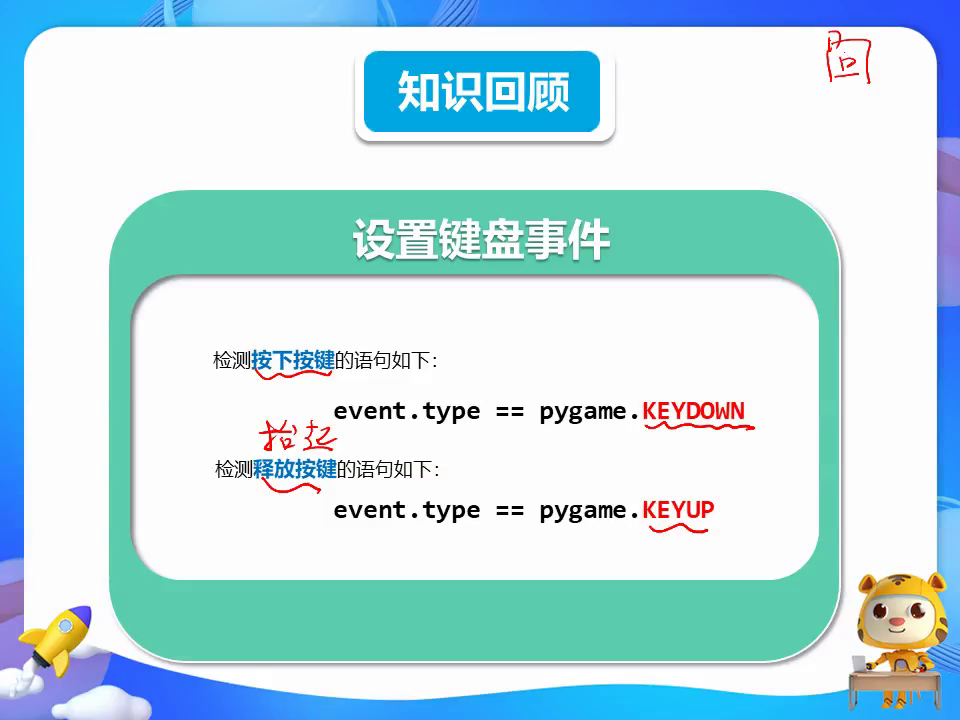 知识回顾
设置键盘事件
检测按下按键的语句如下：
event.type == pygame.KEYDOWN
抬起
检测释放按键的语句如下：
event.type == pygame.KEYUP